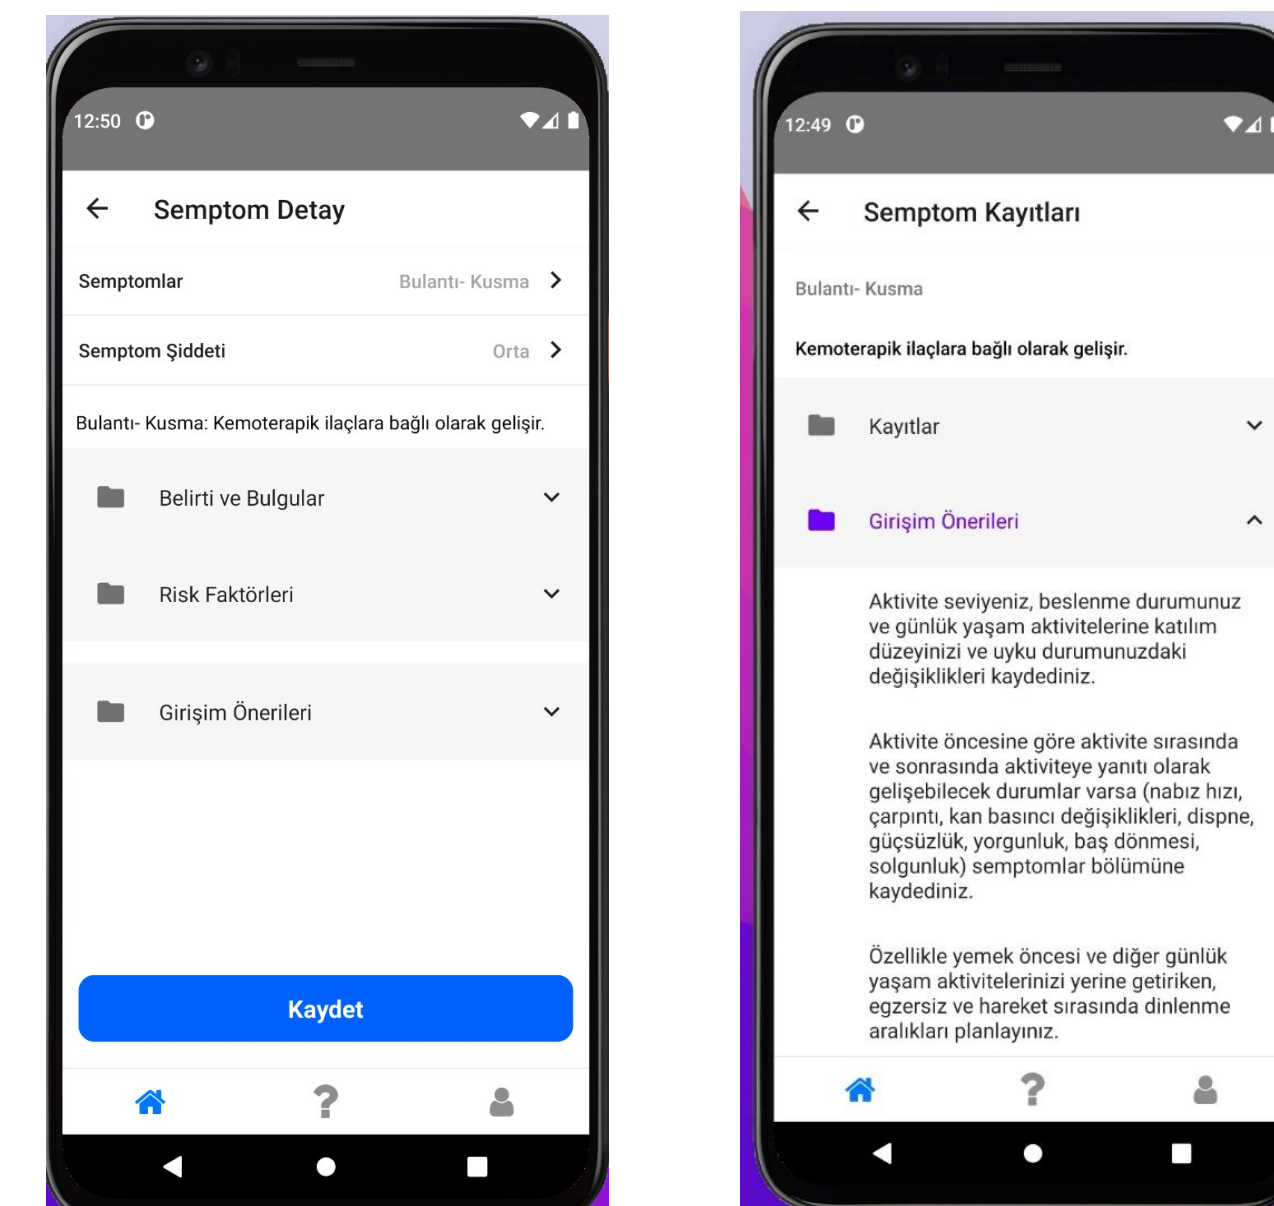 12:50
Semptom Detay
Semptomlar Bulantı- Kusma
Semptom Şiddeti Orta
Bulantı- Kusma: Kemoterapik ilaçlara bağlı olarak gelişir.
Belirti ve Bulgular
Risk Faktörleri
Girişim Önerileri
Kaydet
12:49
Semptom Kayıtları
Bulantı- Kusma
Kemoterapik ilaçlara bağlı olarak gelişir.
Kayıtlar
Girişim Önerileri
Aktivite seviyeniz, beslenme durumunuz
ve günlük yaşam aktivitelerine katılım
düzeyinizi ve uyku durumunuzdaki
değişiklikleri kaydediniz.
Aktivite öncesine göre aktivite sırasında
ve sonrasında aktiviteye yanıtı olarak
gelişebilecek durumlar varsa (nabız hızı,
çarpıntı, kan basıncı değişiklikleri, dispne,
güçsüzlük, yorgunluk, baş dönmesi,
solgunluk) semptomlar bölümüne
kaydediniz.
Özellikle yemek öncesi ve diğer günlük
yaşam aktivitelerinizi yerine getiriken,
egzersiz ve hareket sırasında dinlenme
aralıkları planlayınız.